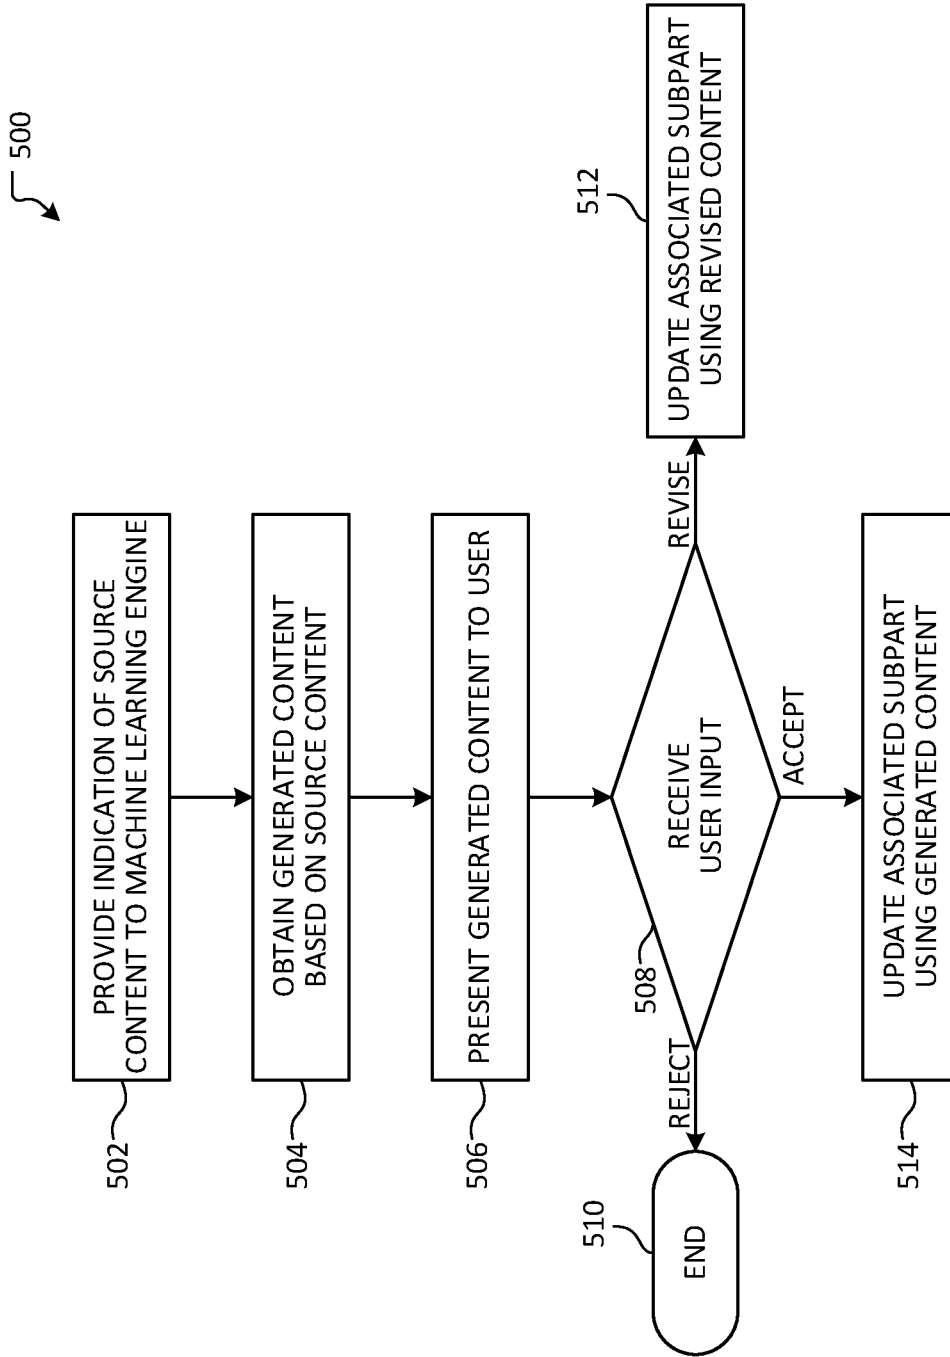 500
502
PROVIDE INDICATION OF SOURCE
CONTENT TO MACHINE LEARNING ENGINE
504
OBTAIN GENERATED CONTENT
BASED ON SOURCE CONTENT
506
PRESENT GENERATED CONTENT TO USER
508
RECEIVE
USER INPUT
REJECT
510
END
REVISE
512
UPDATE ASSOCIATED SUBPART
USING REVISED CONTENT
ACCEPT
514
UPDATE ASSOCIATED SUBPART
USING GENERATED CONTENT